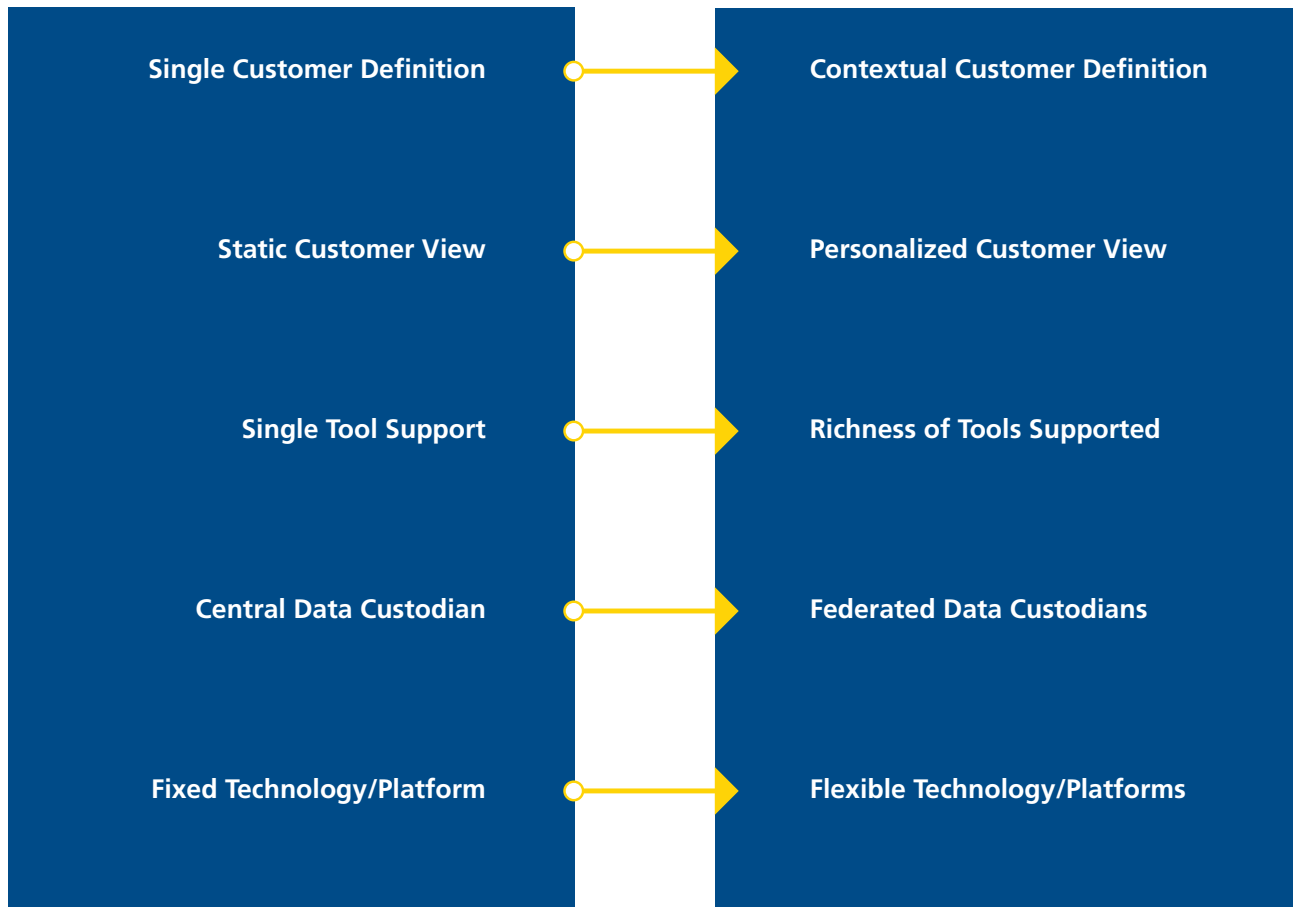 Single Customer Definition
Contextual Customer Definition
Static Customer View
Personalized Customer View
Single Tool Support
Richness of Tools Supported
Central Data Custodian
Federated Data Custodians
Fixed Technology/Platform
Flexible Technology/Platforms